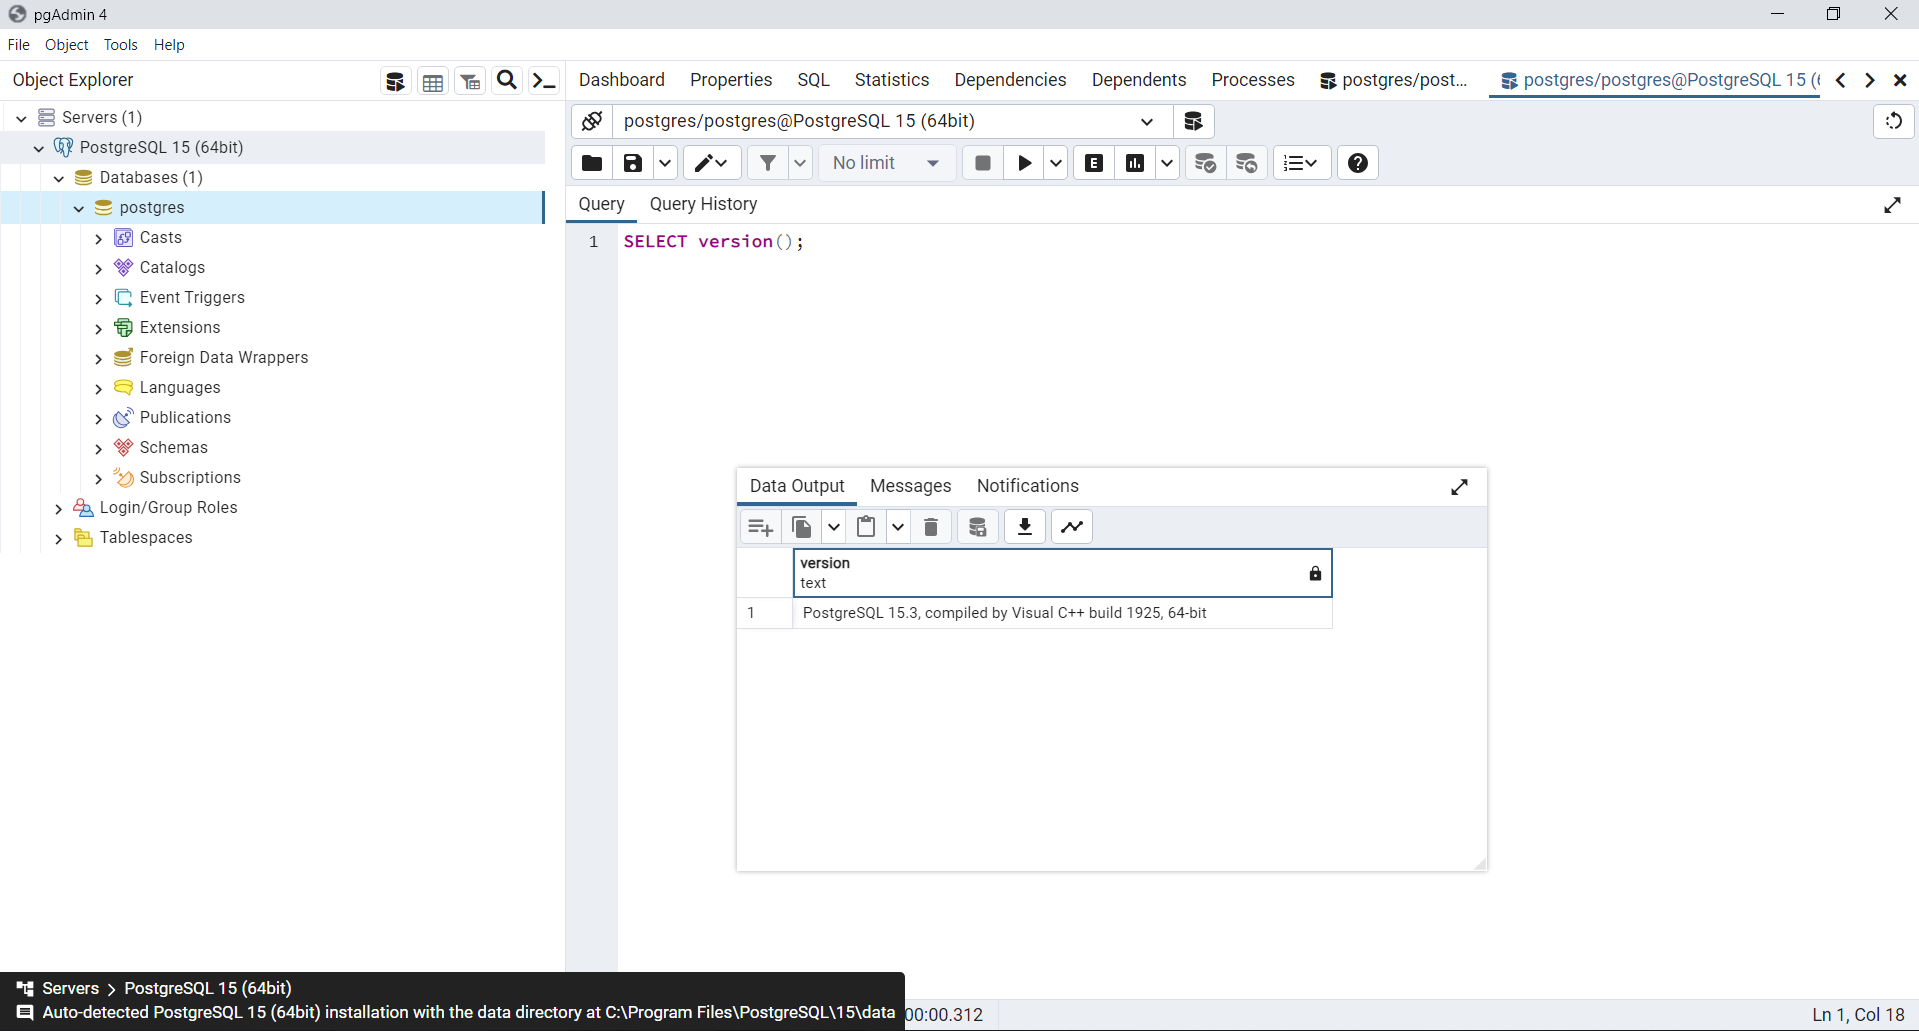 pgAdmin 4
File Object Tools Help
Object Explorer
Dashboard Properties SQL Statistics Dependencies Dependents Processes postgres/post... postgres/postgres@PostgreSQL 15 (6
Servers (1)
PostgreSQL 15 (64bit)
Databases (1)
postgres
Casts
Catalogs
Event Triggers
Extensions
Foreign Data Wrappers
Languages
Publications
Schemas
Subscriptions
Login/Group Roles
Tablespaces
postgres/postgres@PostgreSQL 15 (64bit)
No limit
E
Query Query History
1 SELECT version();
Data Output Messages Notifications
version
text
1 PostgreSQL 15.3, compiled by Visual C++ build 1925, 64-bit
Servers > PostgreSQL 15 (64bit)
Auto-detected PostgreSQL 15 (64bit) installation with the data directory at C:\Program Files\PostgreSQL\15\data
00:00.312
Ln 1, Col 18